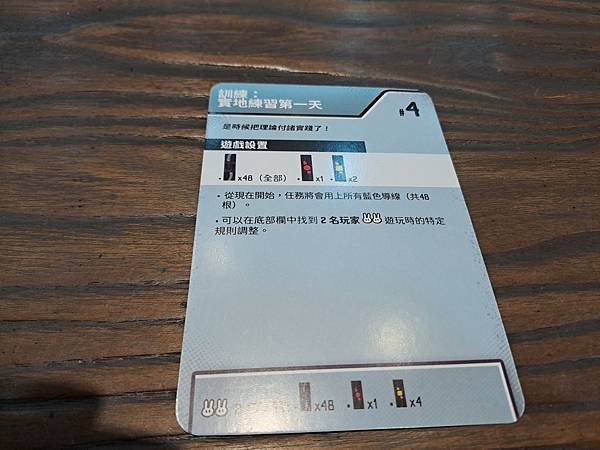 訓練：
實地練習第一天
#4
是時候把理論付諸實踐了！
遊戲設置
• x48（全部） • x1 • x2
• 從現在開始，任務將會用上所有藍色導線（共48
根）。
• 可以在底部欄中找到 2 名玩家 遊玩時的特定
規則調整。
• x48 • x1 • x4